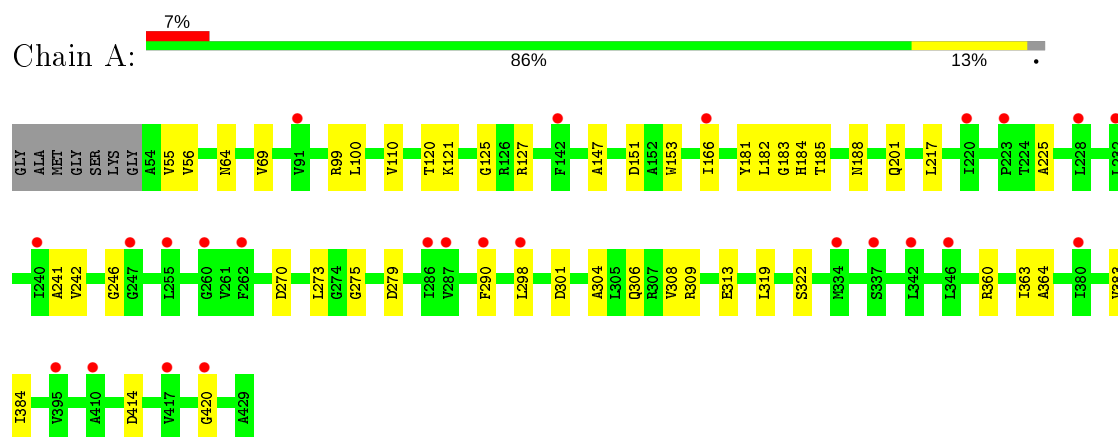 7%
Chain A:
86%
13%
•
GLY ALA MET GLY SER LYS GLY A54 V55 V56 N64 V69 V91 R99 L100 V110 T120 K121 G125 R126 R127 F142 A147 D151 A152 W153 I166 Y181 L182 G183 H184 T185 N188 Q201 L217 I220 P223 T224 A225 L228
I240 A241 V242 G246 G247 L255 G260 V261 F262 D270 L273 G274 G275 D279 I286 V287 F290 L298 D301 A304 L305 Q306 R307 V308 R309 E313 L319 S322 M334 S337 L342 L346 R360 I363 A364 I380
I384 V395 A410 D414 V417 G420 A429